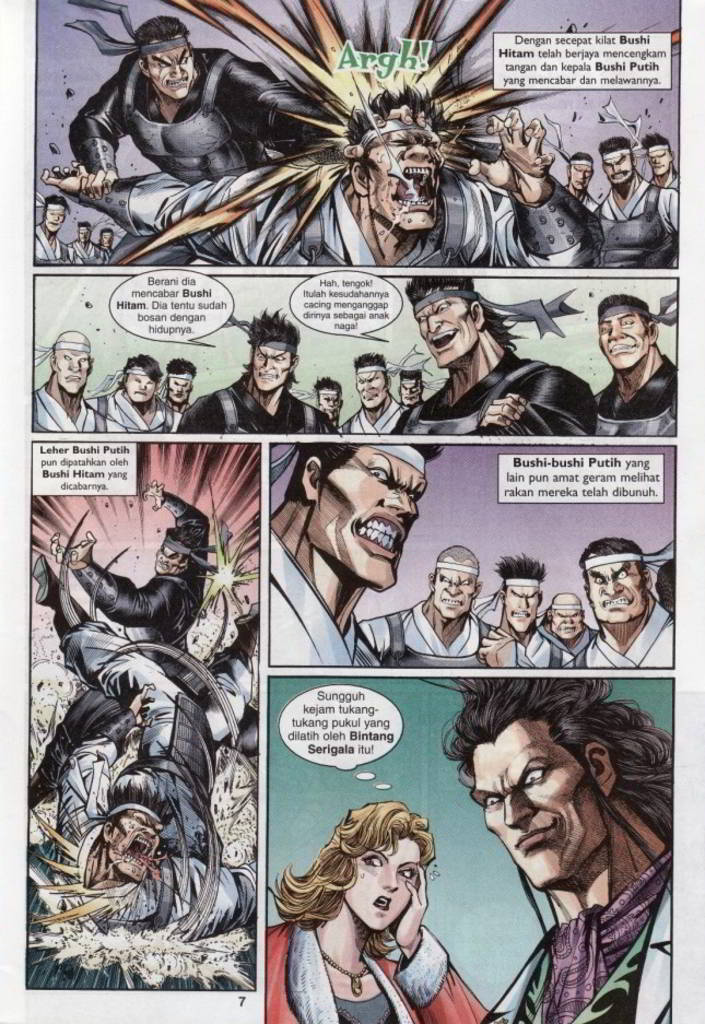 Argh!
Dengan secepat kilat Bushi
Hitam telah berjaya mencengkam
tangan dan kepala Bushi Putih
yang mencabar dan melawannya.
Berani dia
mencabar Bushi
Hitam. Dia tentu sudah
bosan dengan
hidupnya.
Hah, tengok!
Itulah kesudahannya
cacing menganggap
dirinya sebagai anak
naga!
Leher Bushi Putih
pun dipatahkan oleh
Bushi Hitam yang
dicabarnya.
Bushi-bushi Putih yang
lain pun amat geram melihat
rakan mereka telah dibunuh.
Sungguh
kejam tukang-
tukang pukul yang
dilatih oleh Bintang
Serigala itu!
7